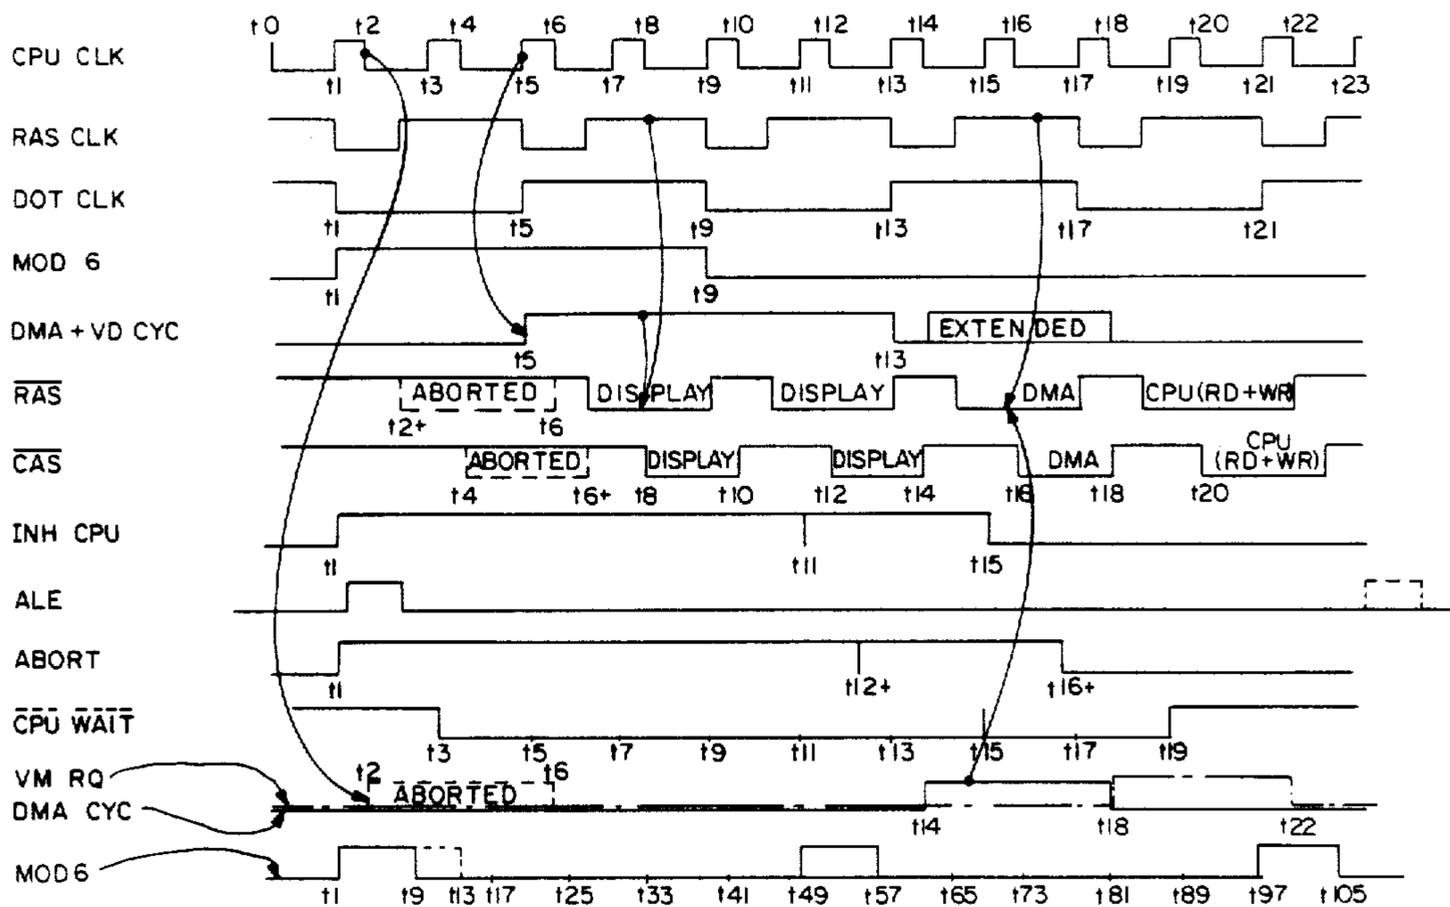 t0 t2 t4 t6 t8 t10 t12 t14 t16 t18 t20 t22
CPU CLK
t1 t3 t5 t7 t9 t11 t13 t15 t17 t19 t21 t23
RAS CLK
DOT CLK
t1 t5 t9 t13 t17 t21
MOD 6
t1 t9
DMA + VD CYC EXTENDED
t5 t13
RAS ABORTED DISPLAY DISPLAY DMA CPU(RD+WR)
t2+ t6
CAS ABORTED DISPLAY DISPLAY DMA CPU
(RD+WR)
t4 t6+ t8 t10 t12 t14 t16 t18 t20
INH CPU
t1 t11 t15
ALE
ABORT
t1 t12+ t16+
CPU WAIT
t3 t5 t7 t9 t11 t13 t15 t17 t19
VM RQ t2 t6
ABORTED
DMA CYC
t14 t18 t22
MOD6
t1 t9 t13 t17 t25 t33 t41 t49 t57 t65 t73 t81 t89 t97 t105